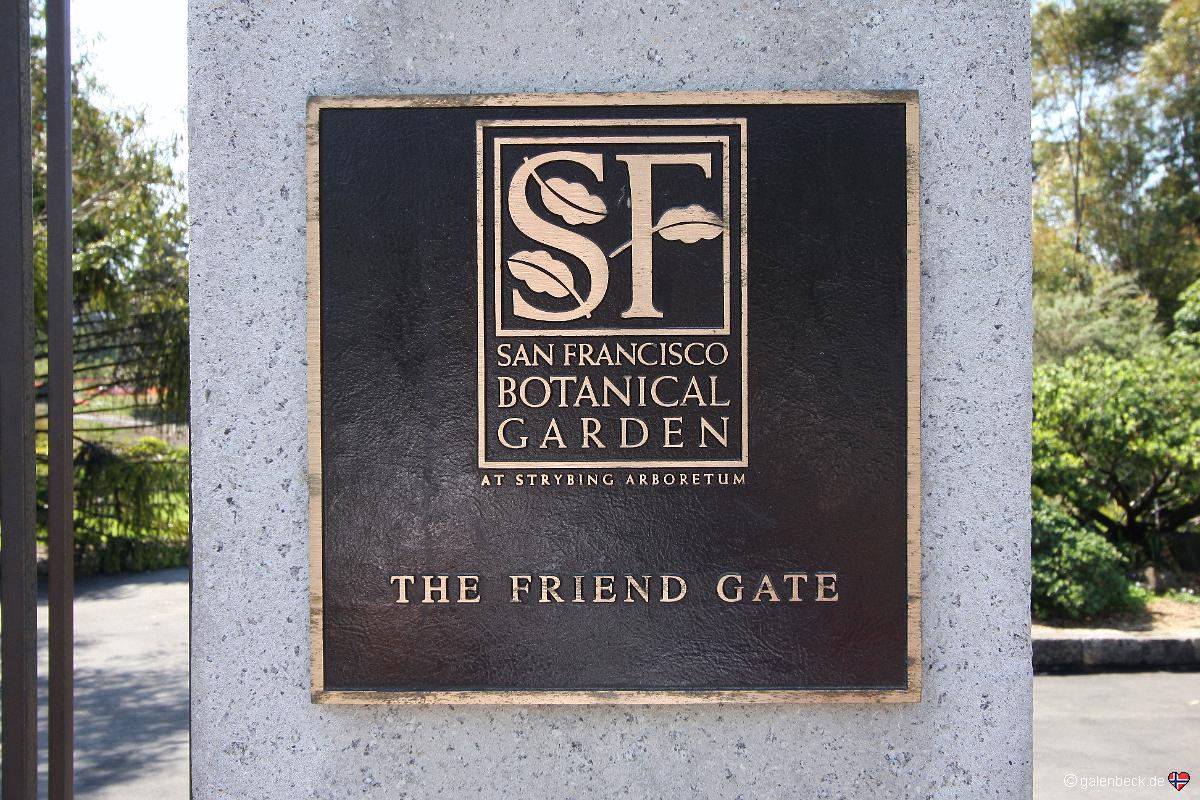 SF
SAN FRANCISCO
BOTANICAL
GARDEN
AT STRYBING ARBORETUM
THE FRIEND GATE
© galenbeck.de